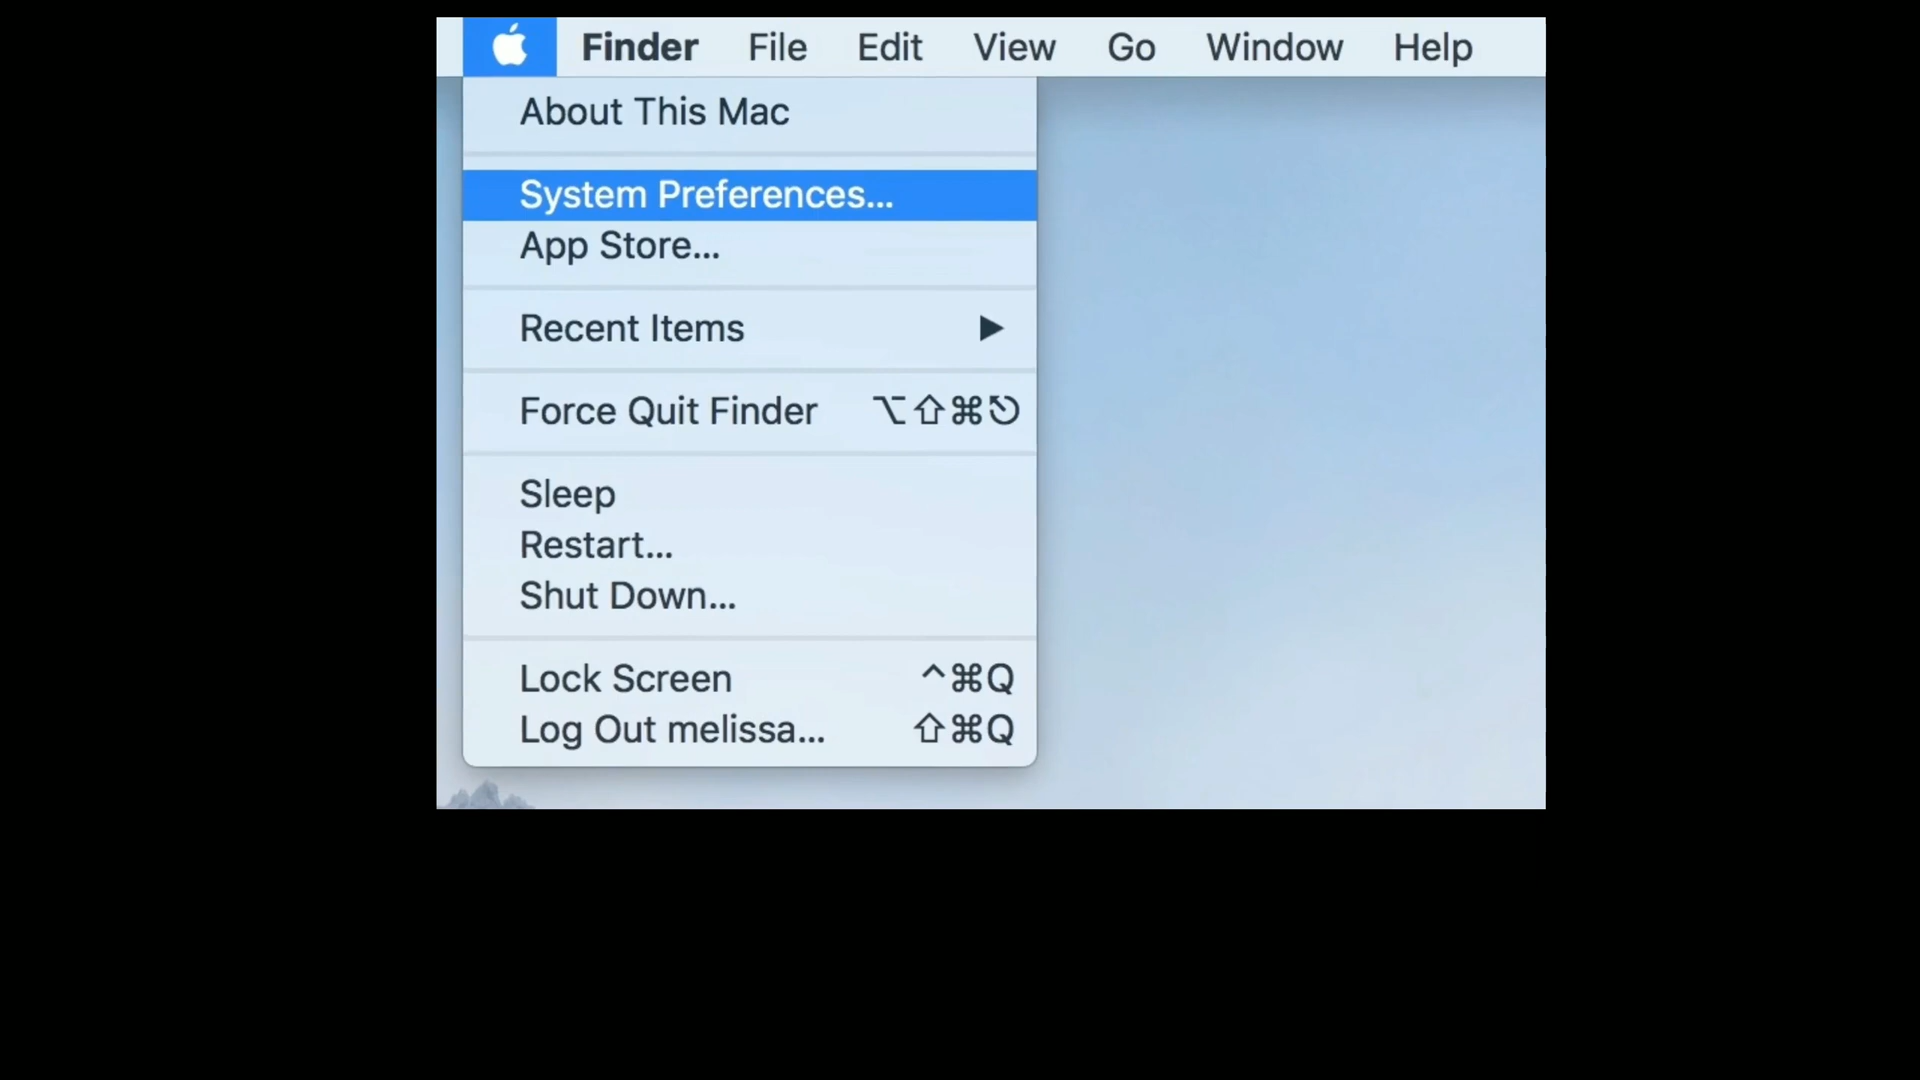 Finder File Edit View Go Window Help
About This Mac
System Preferences...
App Store...
Recent Items ▶
Force Quit Finder ⌥⇧⌘⎋
Sleep
Restart...
Shut Down...
Lock Screen ^⌘Q
Log Out melissa... ⇧⌘Q